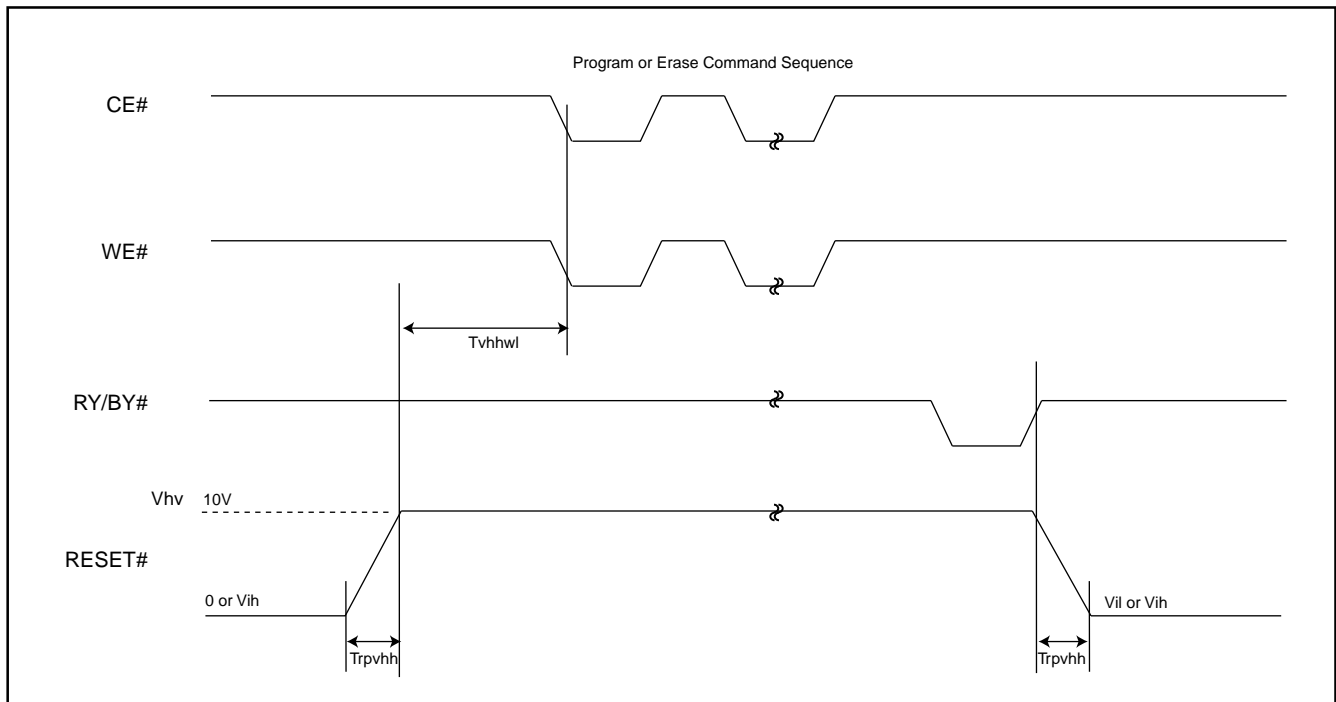 Program or Erase Command Sequence
CE#
WE#
Tvhhwl
RY/BY#
Vhv 10V
RESET#
0 or Vih
Vil or Vih
Trpvhh
Trpvhh